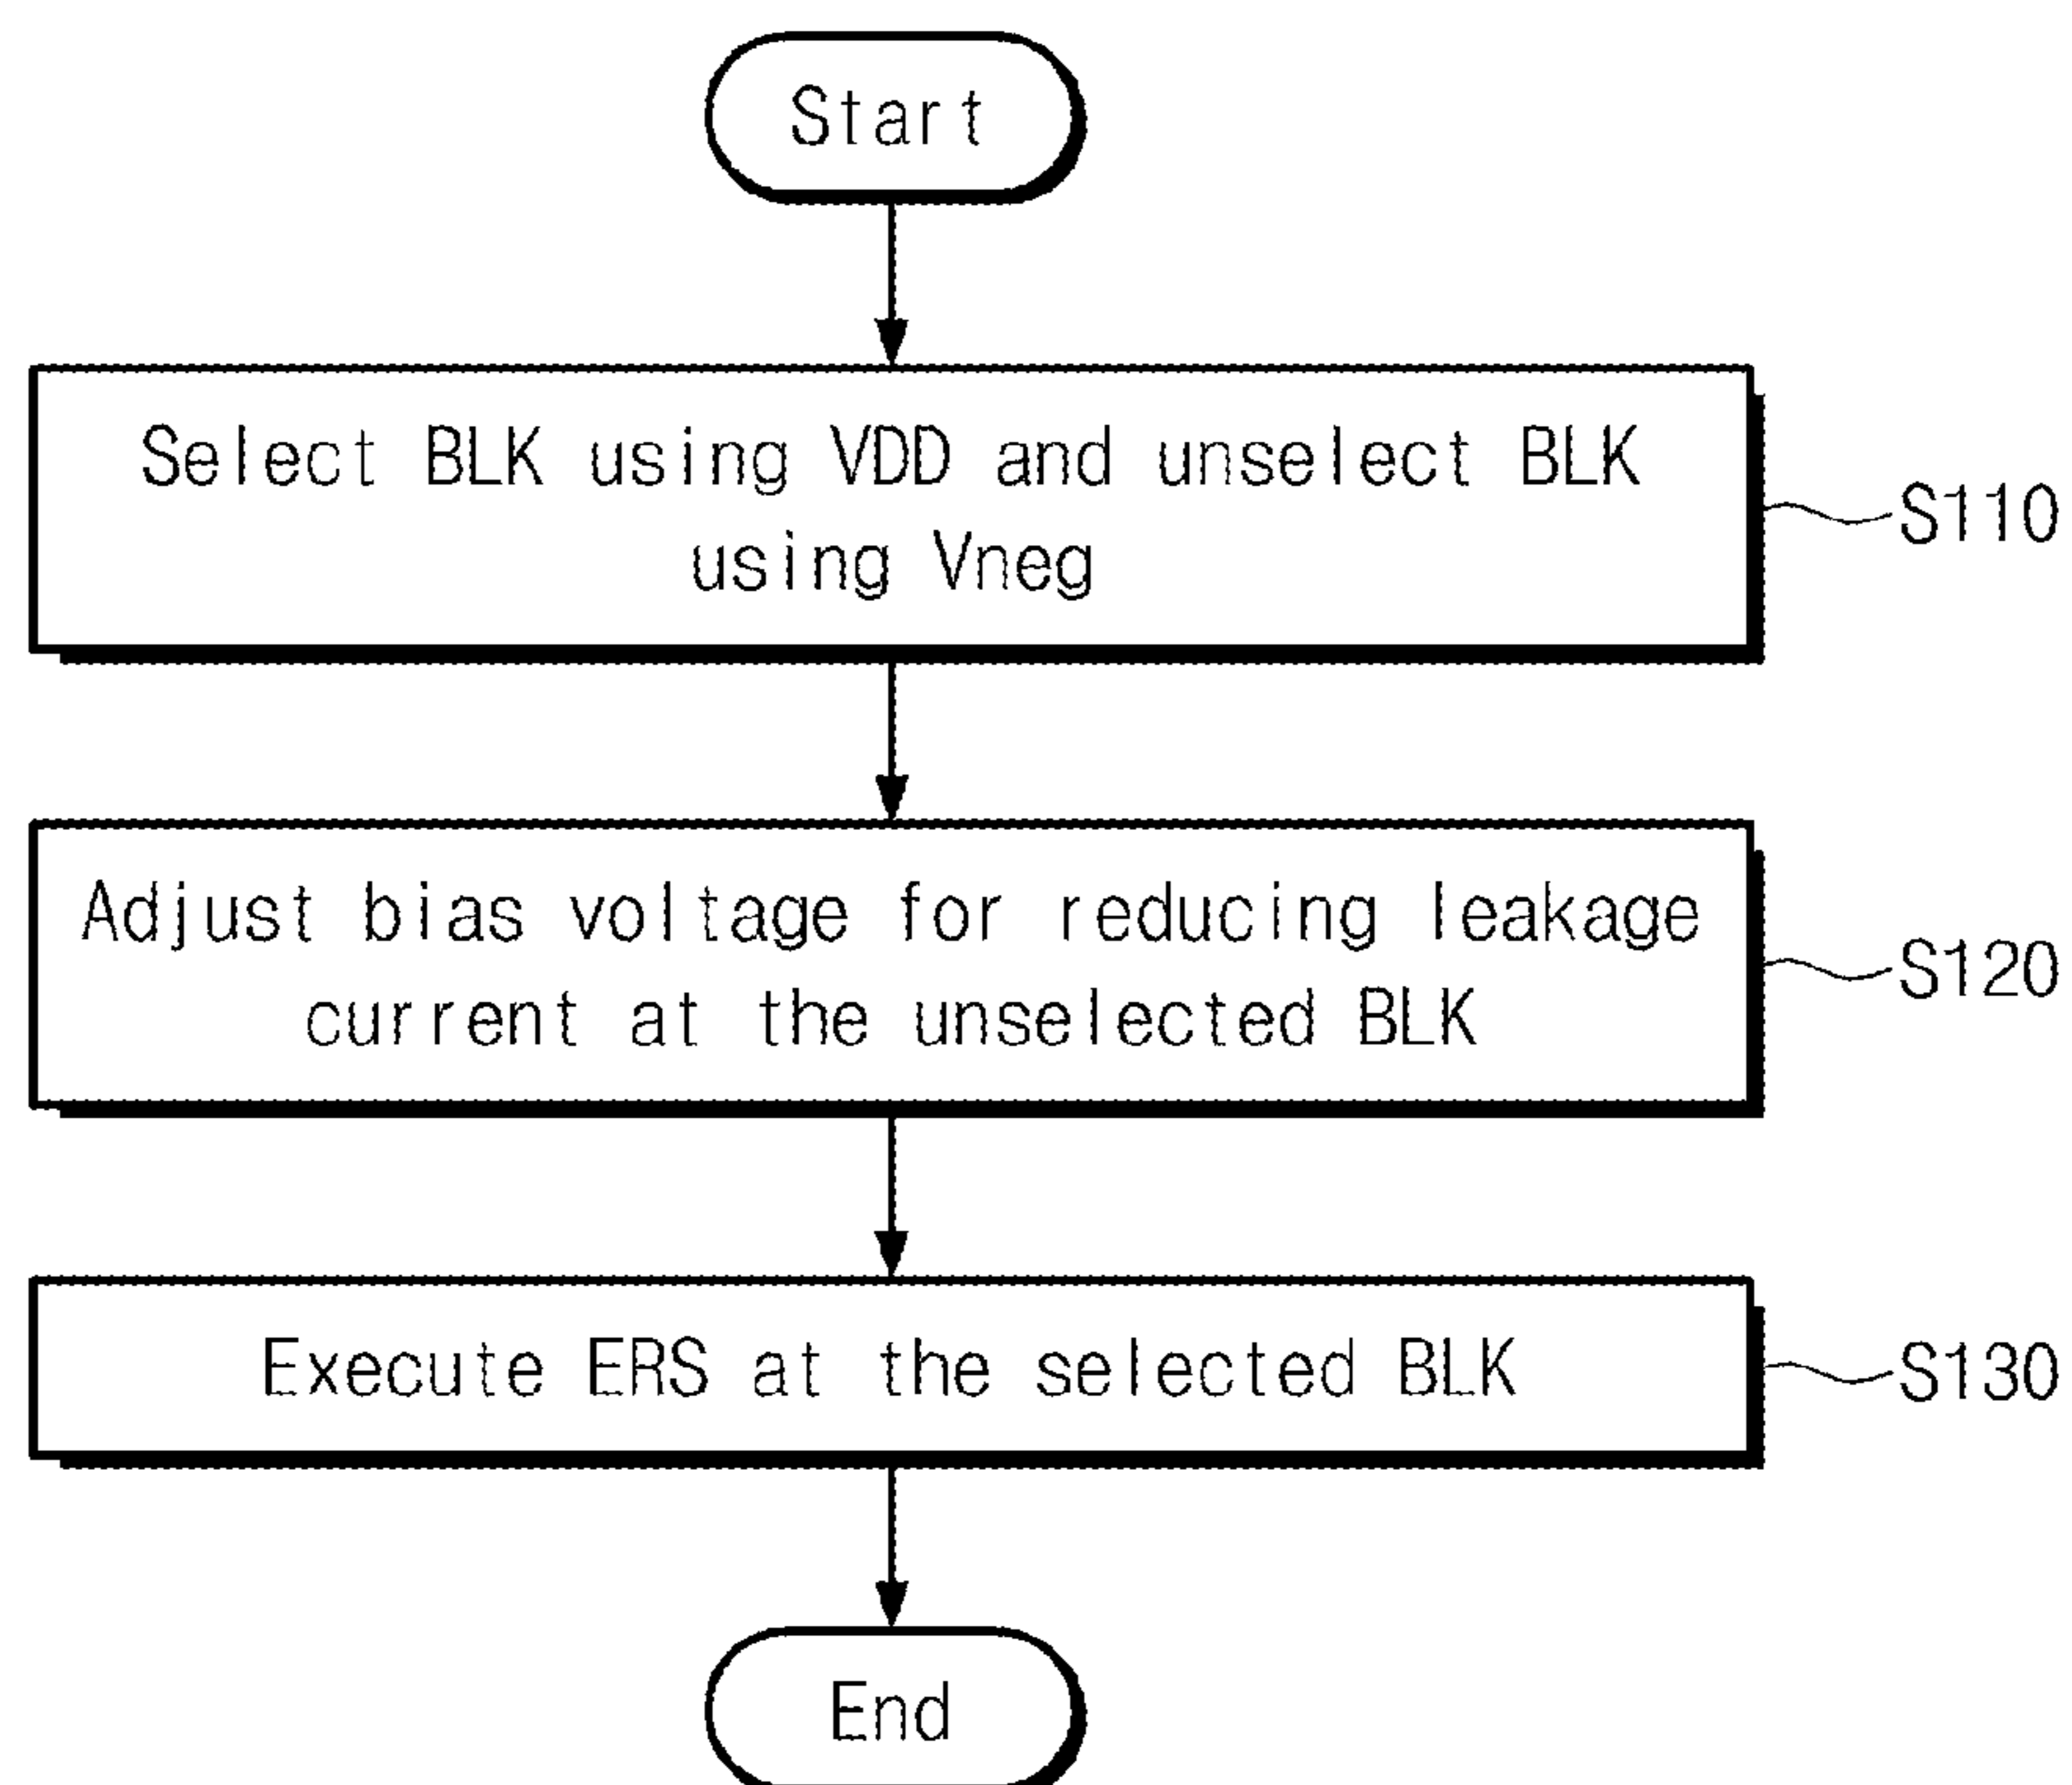 Start
Select BLK using VDD and unselect BLK
using Vneg
S110
Adjust bias voltage for reducing leakage
current at the unselected BLK
S120
Execute ERS at the selected BLK
S130
End